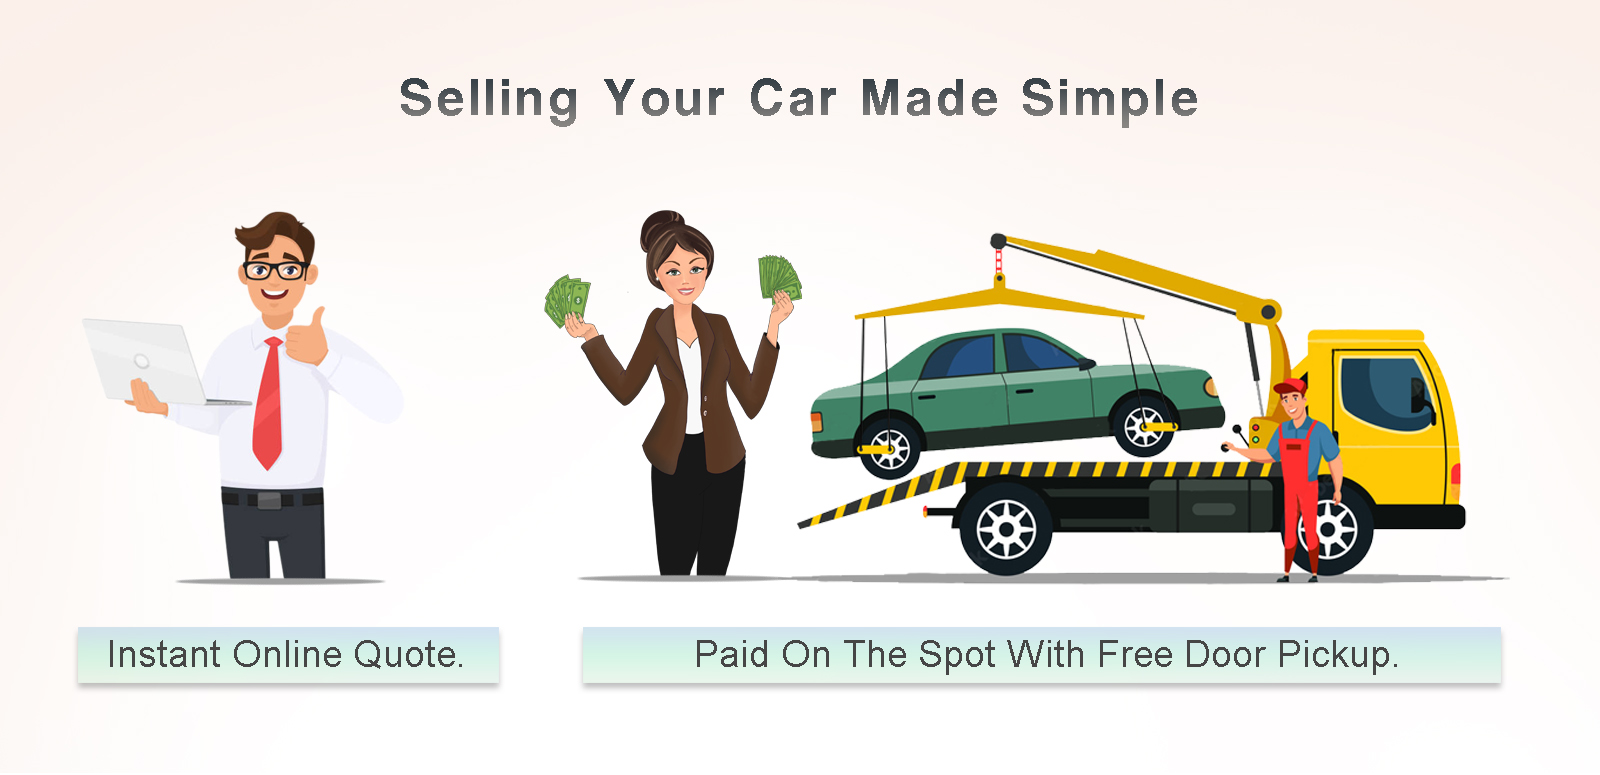 Selling Your Car Made Simple
Instant Online Quote.
Paid On The Spot With Free Door Pickup.